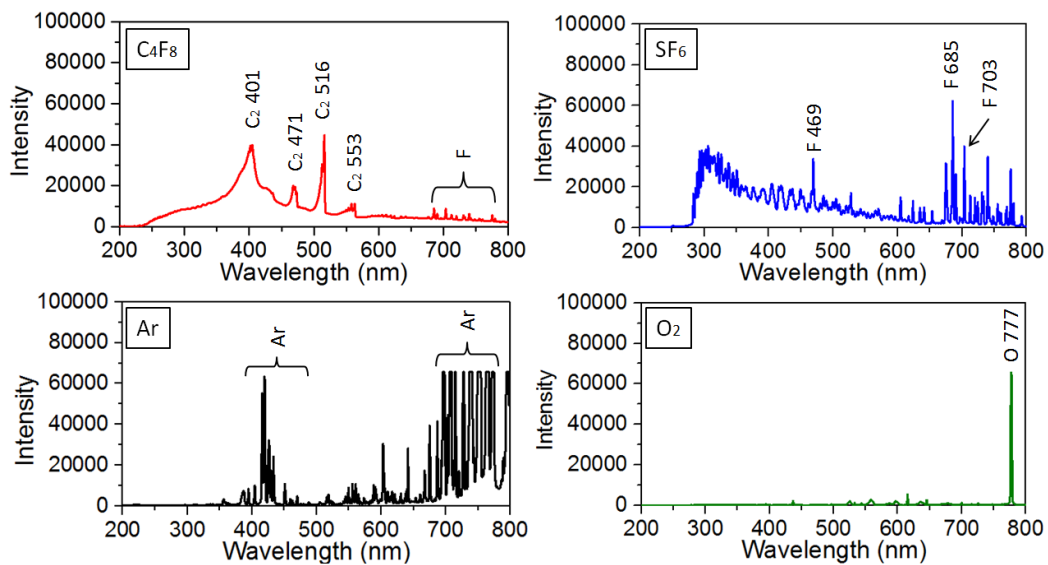 C₄F₈
Intensity
100000
80000
60000
40000
20000
0
C₂ 401
C₂ 471
C₂ 516
C₂ 553
F
200 300 400 500 600 700 800
Wavelength (nm)
SF₆
Intensity
100000
80000
60000
40000
20000
0
F 469
F 685
F 703
200 300 400 500 600 700 800
Wavelength (nm)
Ar
Intensity
100000
80000
60000
40000
20000
0
Ar
Ar
200 300 400 500 600 700 800
Wavelength (nm)
O₂
Intensity
100000
80000
60000
40000
20000
0
O 777
200 300 400 500 600 700 800
Wavelength (nm)